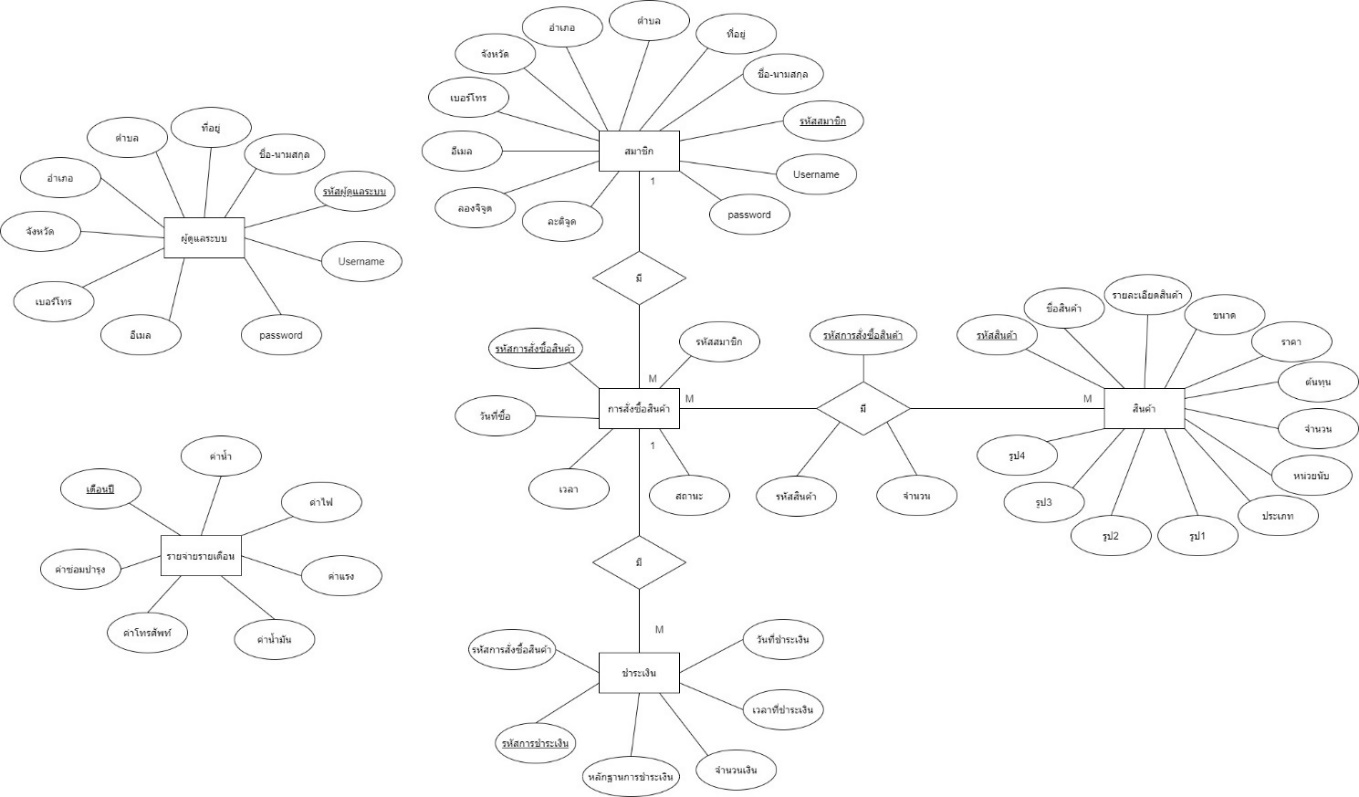 อำเภอ
ตำบล
ที่อยู่
จังหวัด
ชื่อ-นามสกุล
เบอร์โทร
รหัสสมาชิก
อีเมล
สมาชิก
Username
ลองจิจูด
ละติจูด
password
1
ตำบล
ที่อยู่
ชื่อ-นามสกุล
อำเภอ
รหัสผู้ดูแลระบบ
จังหวัด
ผู้ดูแลระบบ
Username
เบอร์โทร
อีเมล
password
มี
รหัสการสั่งซื้อสินค้า
รหัสสมาชิก
M
วันที่ซื้อ
การสั่งซื้อสินค้า
M
เวลา
1
สถานะ
รหัสการสั่งซื้อสินค้า
มี
รหัสสินค้า
จำนวน
M
รหัสสินค้า
ชื่อสินค้า
รายละเอียดสินค้า
ขนาด
ราคา
ต้นทุน
สินค้า
จำนวน
หน่วยนับ
ประเภท
รูป1
รูป2
รูป3
รูป4
ค่าน้ำ
เดือนปี
ค่าไฟ
รายจ่ายรายเดือน
ค่าซ่อมบำรุง
ค่าแรง
ค่าโทรศัพท์
ค่าน้ำมัน
มี
M
รหัสการสั่งซื้อสินค้า
วันที่ชำระเงิน
ชำระเงิน
เวลาที่ชำระเงิน
รหัสการชำระเงิน
หลักฐานการชำระเงิน
จำนวนเงิน